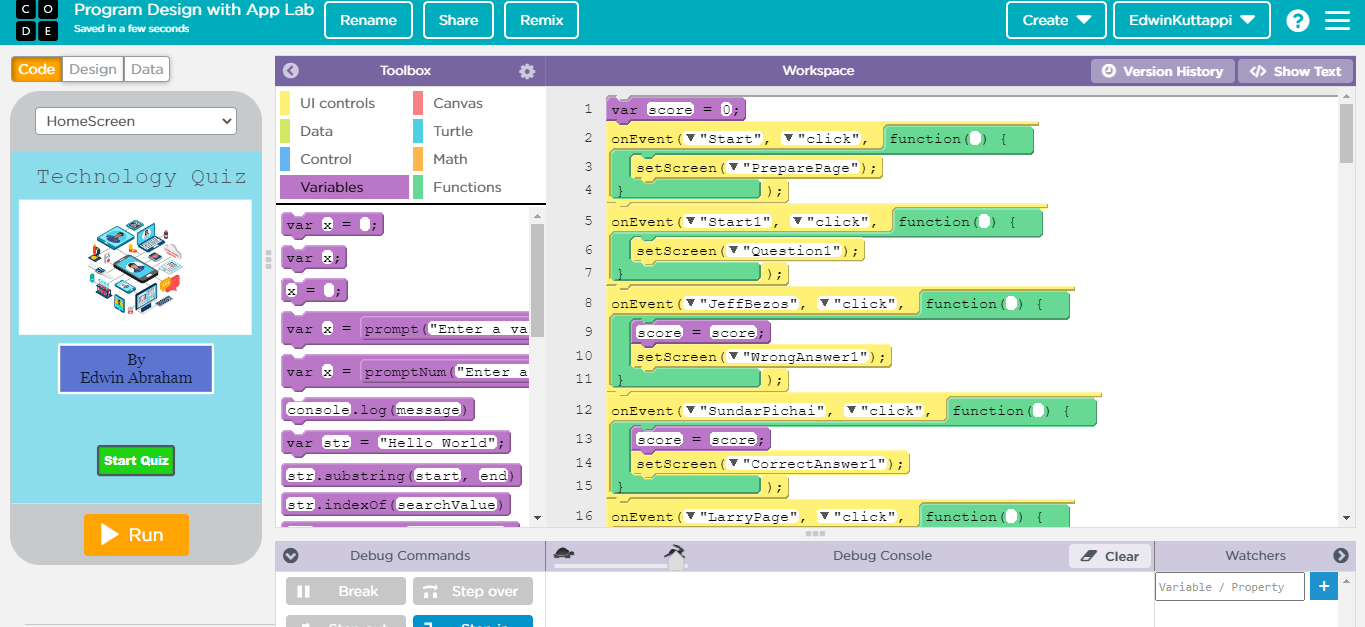 CODE
Program Design with App Lab
Saved in a few seconds
Rename
Share
Remix
Create
EdwinKuttappi
?
Code
Design
Data
HomeScreen
Technology Quiz
By
Edwin Abraham
Start Quiz
Run
Toolbox
UI controls
Canvas
Data
Turtle
Control
Math
Variables
Functions
var x = ;
var x;
x = ;
var x = prompt("Enter a va
var x = promptNum("Enter a
console.log(message)
var str = "Hello World";
str.substring(start, end)
str.indexOf(searchValue)
Workspace
Version History
</> Show Text
1 var score = 0;
2 onEvent(▼"Start", ▼"click", function() {
3 setScreen(▼"PreparePage");
4 } );
5 onEvent(▼"Start1", ▼"click", function() {
6 setScreen(▼"Question1");
7 } );
8 onEvent(▼"JeffBezos", ▼"click", function() {
9 score = score;
10 setScreen(▼"WrongAnswer1");
11 } );
12 onEvent(▼"SundarPichai", ▼"click", function() {
13 score = score;
14 setScreen(▼"CorrectAnswer1");
15 } );
16 onEvent(▼"LarryPage", ▼"click", function() {
Debug Commands
Break
Step over
Step out
Step in
Debug Console
Clear
Watchers
Variable / Property
+